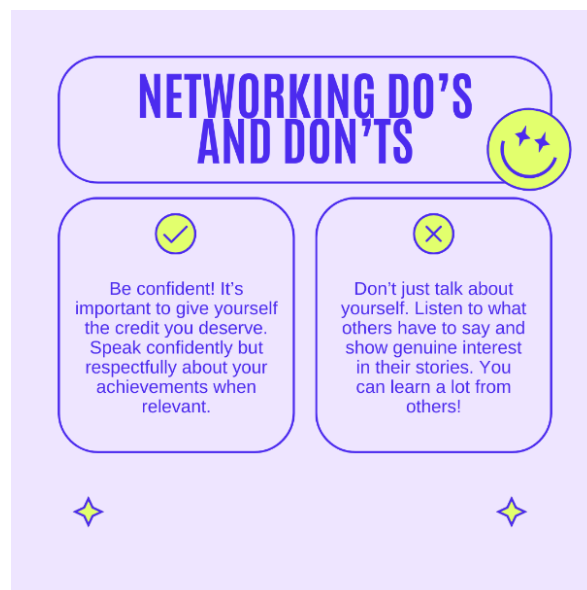 NETWORKING DO’S
AND DON’TS
Be confident! It’s
important to give yourself
the credit you deserve.
Speak confidently but
respectfully about your
achievements when
relevant.
Don’t just talk about
yourself. Listen to what
others have to say and
show genuine interest
in their stories. You
can learn a lot from
others!